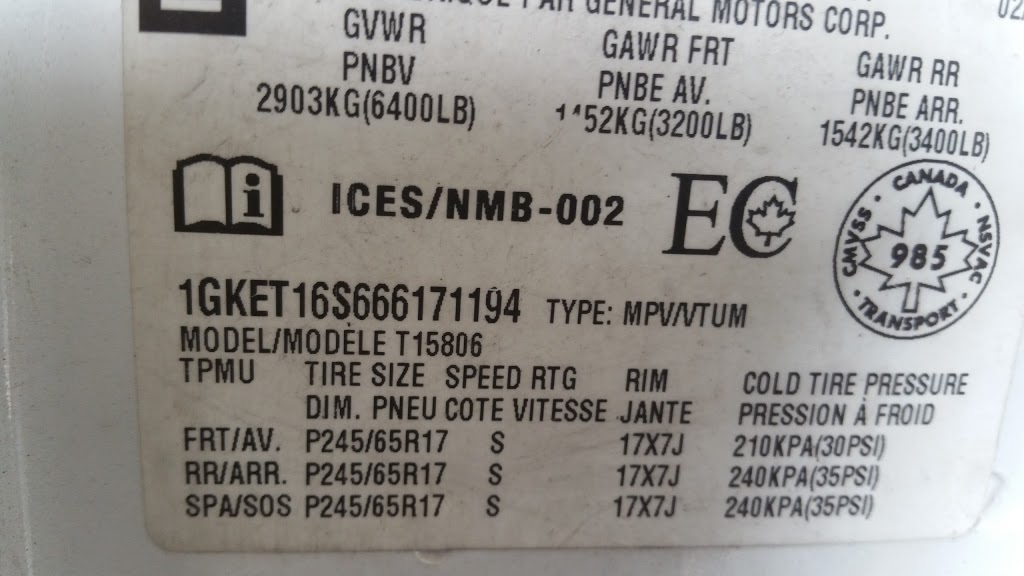 PAR GENERAL MOTORS CORP.
GVWR GAWR FRT GAWR RR
PNBV PNBE AV. PNBE ARR.
2903KG(6400LB) 1452KG(3200LB) 1542KG(3400LB)
i ICES/NMB-002 EC
CANADA
CMVSS 985 NSVAC
TRANSPORT
1GKET16S666171194 TYPE: MPV/VTUM
MODEL/MODÈLE T15806
TPMU TIRE SIZE SPEED RTG RIM COLD TIRE PRESSURE
DIM. PNEU COTE VITESSE JANTE PRESSION À FROID
FRT/AV. P245/65R17 S 17X7J 210KPA(30PSI)
RR/ARR. P245/65R17 S 17X7J 240KPA(35PSI)
SPA/SOS P245/65R17 S 17X7J 240KPA(35PSI)